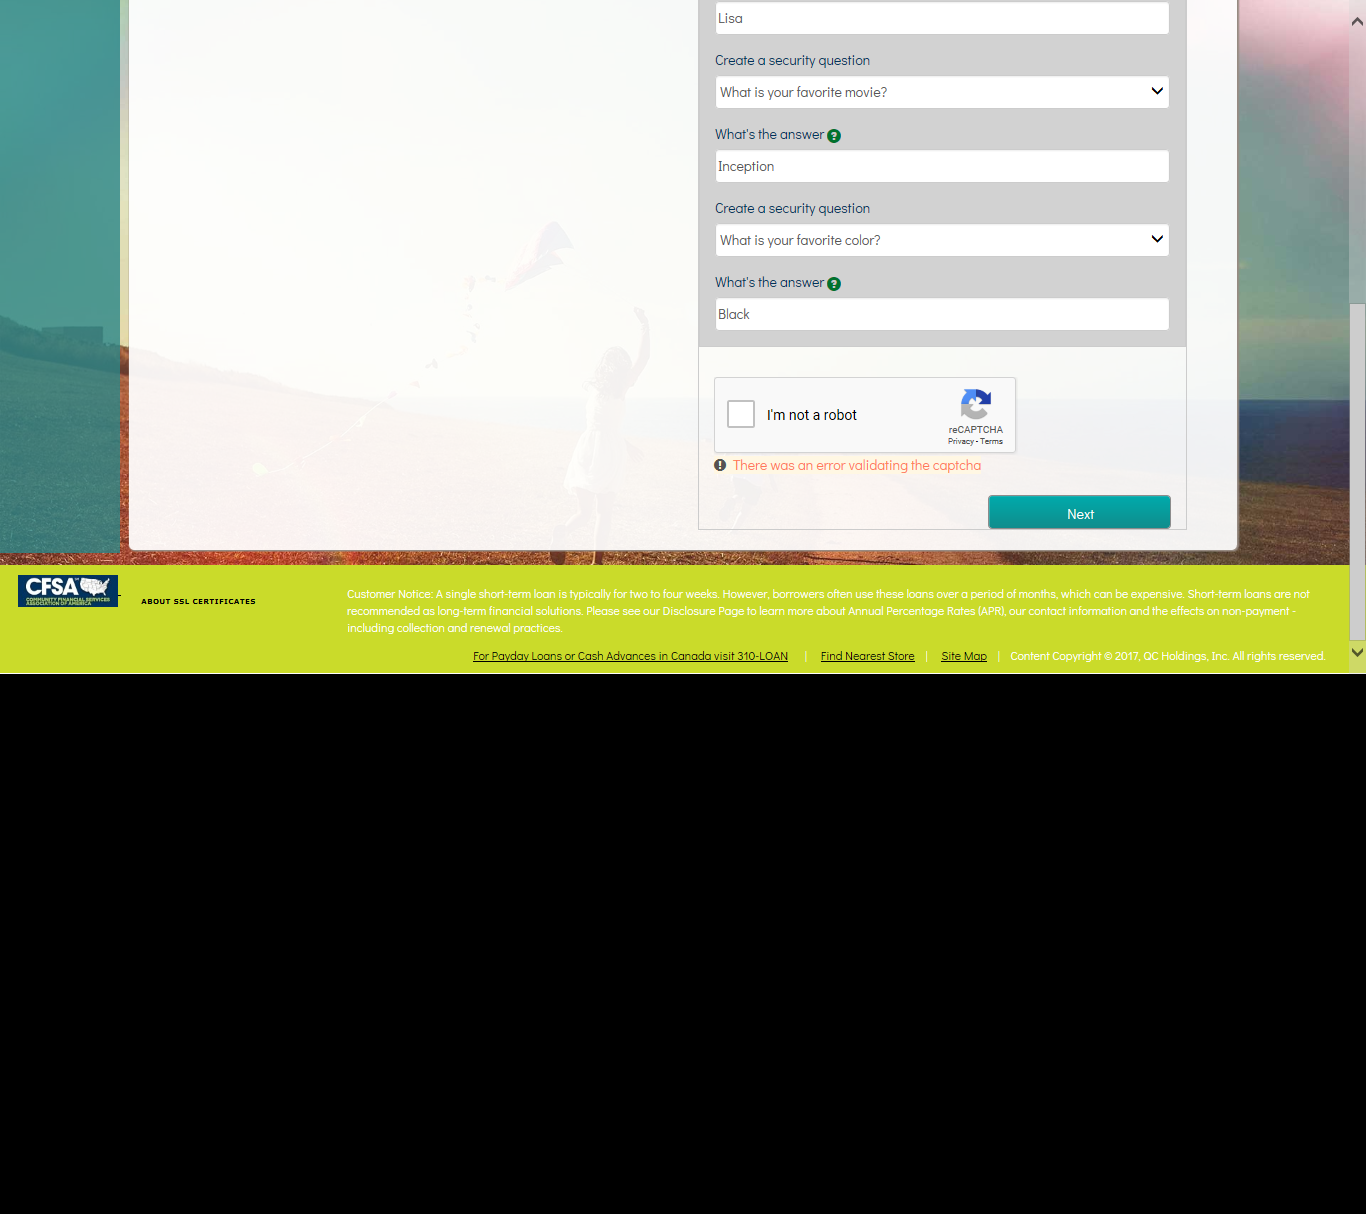 Lisa
Create a security question
What is your favorite movie?
What's the answer ?
Inception
Create a security question
What is your favorite color?
What's the answer ?
Black
I'm not a robot
reCAPTCHA
Privacy - Terms
There was an error validating the captcha
Next
CFSA
COMMUNITY FINANCIAL SERVICES
ASSOCIATION OF AMERICA
ABOUT SSL CERTIFICATES
Customer Notice: A single short-term loan is typically for two to four weeks. However, borrowers often use these loans over a period of months, which can be expensive. Short-term loans are not
recommended as long-term financial solutions. Please see our Disclosure Page to learn more about Annual Percentage Rates (APR), our contact information and the effects on non-payment -
including collection and renewal practices.
For Payday Loans or Cash Advances in Canada visit 310-LOAN | Find Nearest Store | Site Map | Content Copyright © 2017, QC Holdings, Inc. All rights reserved.